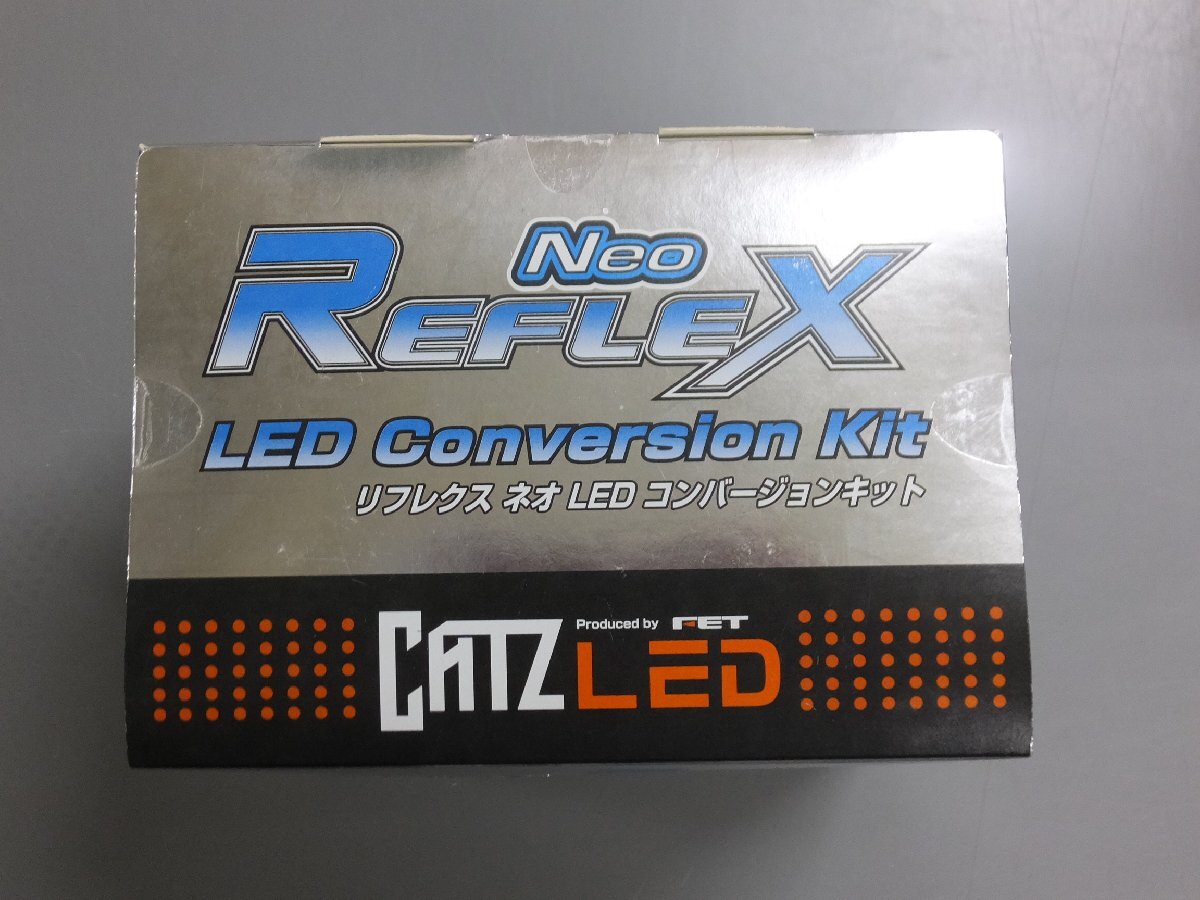 Neo
REFLEX
LED Conversion Kit
リフレクス ネオ LED コンバージョンキット
CATZ LED
Produced by FET